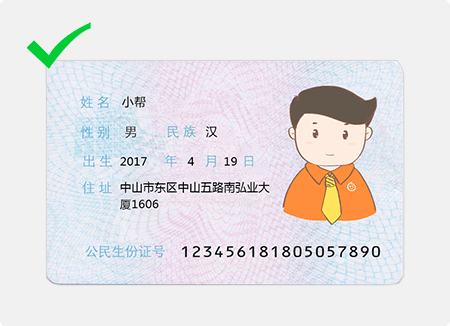 姓 名 小帮
性 别 男 民 族 汉
出 生 2017 年 4 月 19 日
住 址 中山市东区中山五路南弘业大
厦1606
公民生份证号 123456181805057890